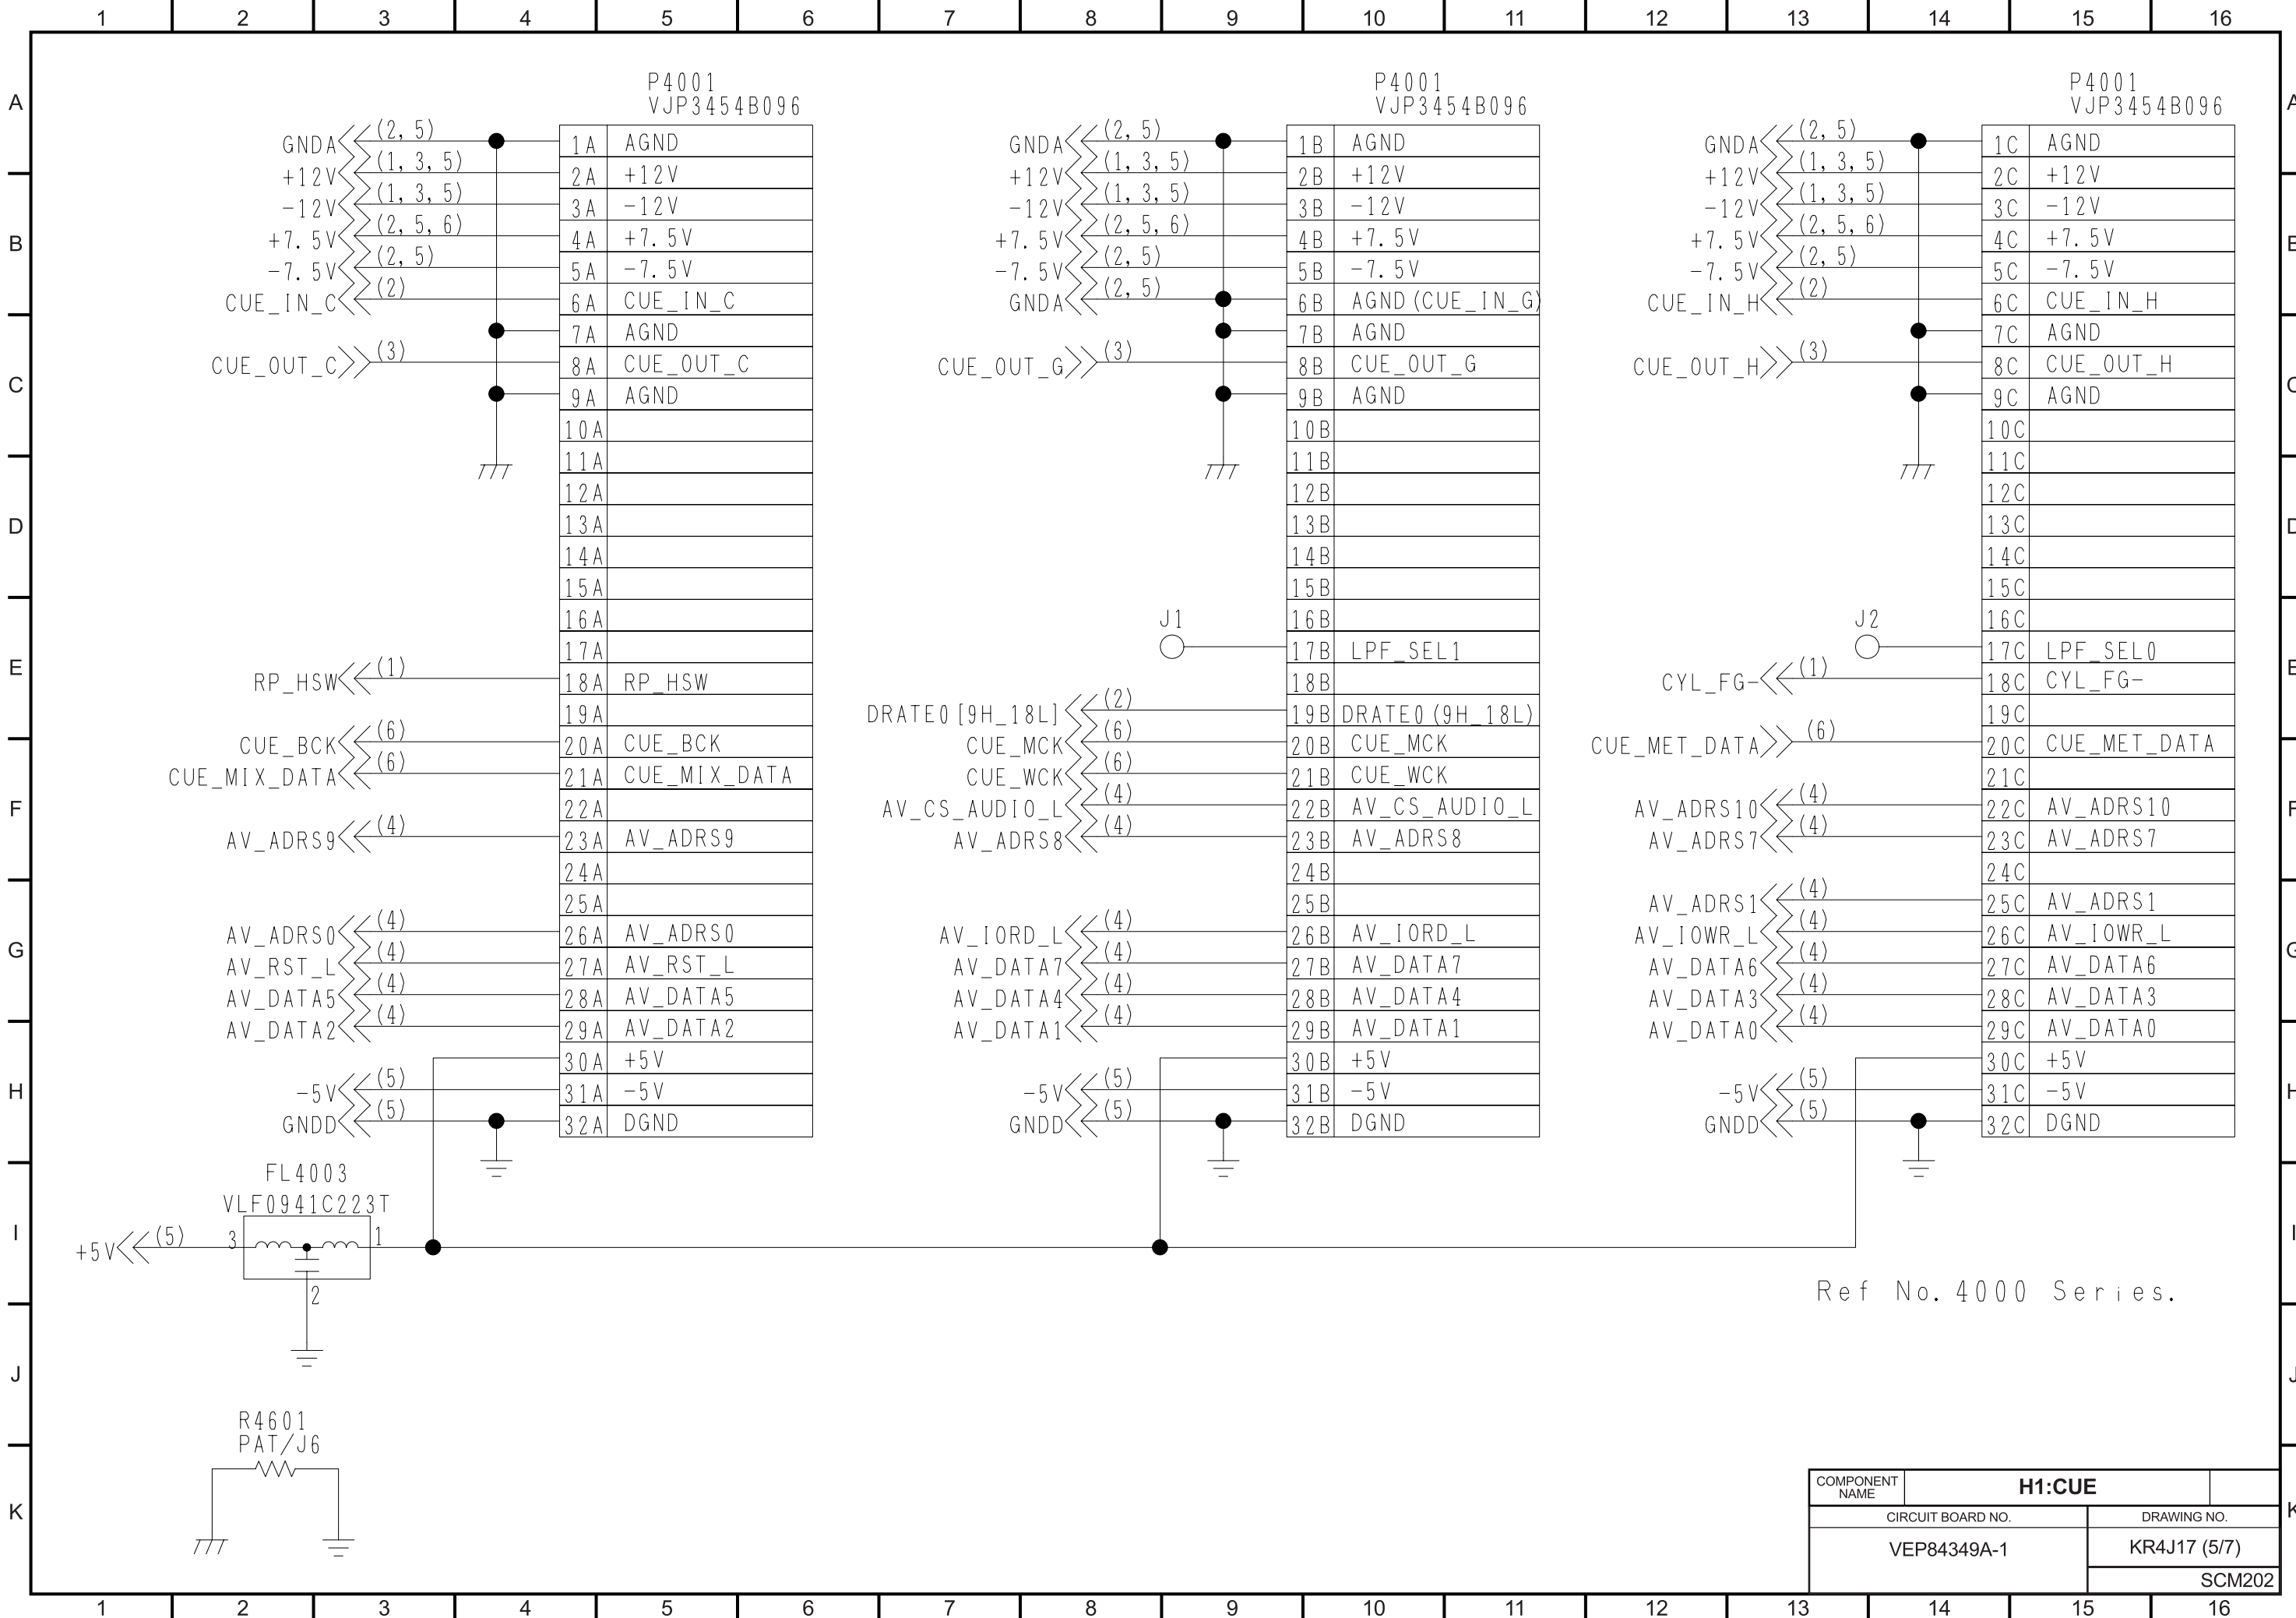 1 2 3 4 5 6 7 8 9 10 11 12 13 14 15 16
A
B
C
D
E
F
G
H
I
J
K
P4001
VJP3454B096
GNDA (2, 5) 1A AGND
+12V (1, 3, 5) 2A +12V
-12V (1, 3, 5) 3A -12V
+7.5V (2, 5, 6) 4A +7.5V
-7.5V (2, 5) 5A -7.5V
CUE_IN_C (2) 6A CUE_IN_C
7A AGND
CUE_OUT_C (3) 8A CUE_OUT_C
9A AGND
10A
11A
12A
13A
14A
15A
16A
17A
RP_HSW (1) 18A RP_HSW
19A
CUE_BCK (6) 20A CUE_BCK
CUE_MIX_DATA (6) 21A CUE_MIX_DATA
22A
AV_ADRS9 (4) 23A AV_ADRS9
24A
25A
AV_ADRS0 (4) 26A AV_ADRS0
AV_RST_L (4) 27A AV_RST_L
AV_DATA5 (4) 28A AV_DATA5
AV_DATA2 (4) 29A AV_DATA2
30A +5V
-5V (5) 31A -5V
GNDD (5) 32A DGND
P4001
VJP3454B096
GNDA (2, 5) 1B AGND
+12V (1, 3, 5) 2B +12V
-12V (1, 3, 5) 3B -12V
+7.5V (2, 5, 6) 4B +7.5V
-7.5V (2, 5) 5B -7.5V
GNDA (2, 5) 6B AGND(CUE_IN_G)
7B AGND
CUE_OUT_G (3) 8B CUE_OUT_G
9B AGND
10B
11B
12B
13B
14B
15B
16B
J1 17B LPF_SEL1
18B
DRATE0[9H_18L] (2) 19B DRATE0(9H_18L)
CUE_MCK (6) 20B CUE_MCK
CUE_WCK (6) 21B CUE_WCK
AV_CS_AUDIO_L (4) 22B AV_CS_AUDIO_L
AV_ADRS8 (4) 23B AV_ADRS8
24B
25B
AV_IORD_L (4) 26B AV_IORD_L
AV_DATA7 (4) 27B AV_DATA7
AV_DATA4 (4) 28B AV_DATA4
AV_DATA1 (4) 29B AV_DATA1
30B +5V
-5V (5) 31B -5V
GNDD (5) 32B DGND
P4001
VJP3454B096
GNDA (2, 5) 1C AGND
+12V (1, 3, 5) 2C +12V
-12V (1, 3, 5) 3C -12V
+7.5V (2, 5, 6) 4C +7.5V
-7.5V (2, 5) 5C -7.5V
CUE_IN_H (2) 6C CUE_IN_H
7C AGND
CUE_OUT_H (3) 8C CUE_OUT_H
9C AGND
10C
11C
12C
13C
14C
15C
16C
J2 17C LPF_SEL0
CYL_FG- (1) 18C CYL_FG-
19C
CUE_MET_DATA (6) 20C CUE_MET_DATA
21C
AV_ADRS10 (4) 22C AV_ADRS10
AV_ADRS7 (4) 23C AV_ADRS7
24C
AV_ADRS1 (4) 25C AV_ADRS1
AV_IOWR_L (4) 26C AV_IOWR_L
AV_DATA6 (4) 27C AV_DATA6
AV_DATA3 (4) 28C AV_DATA3
AV_DATA0 (4) 29C AV_DATA0
30C +5V
-5V (5) 31C -5V
GNDD (5) 32C DGND
FL4003
VLF0941C223T
+5V (5) 3 1
2
Ref No. 4000 Series.
R4601
PAT/J6
COMPONENT NAME H1:CUE
CIRCUIT BOARD NO. DRAWING NO.
VEP84349A-1 KR4J17 (5/7)
SCM202
A
B
C
D
E
F
G
H
I
J
K
1 2 3 4 5 6 7 8 9 10 11 12 13 14 15 16